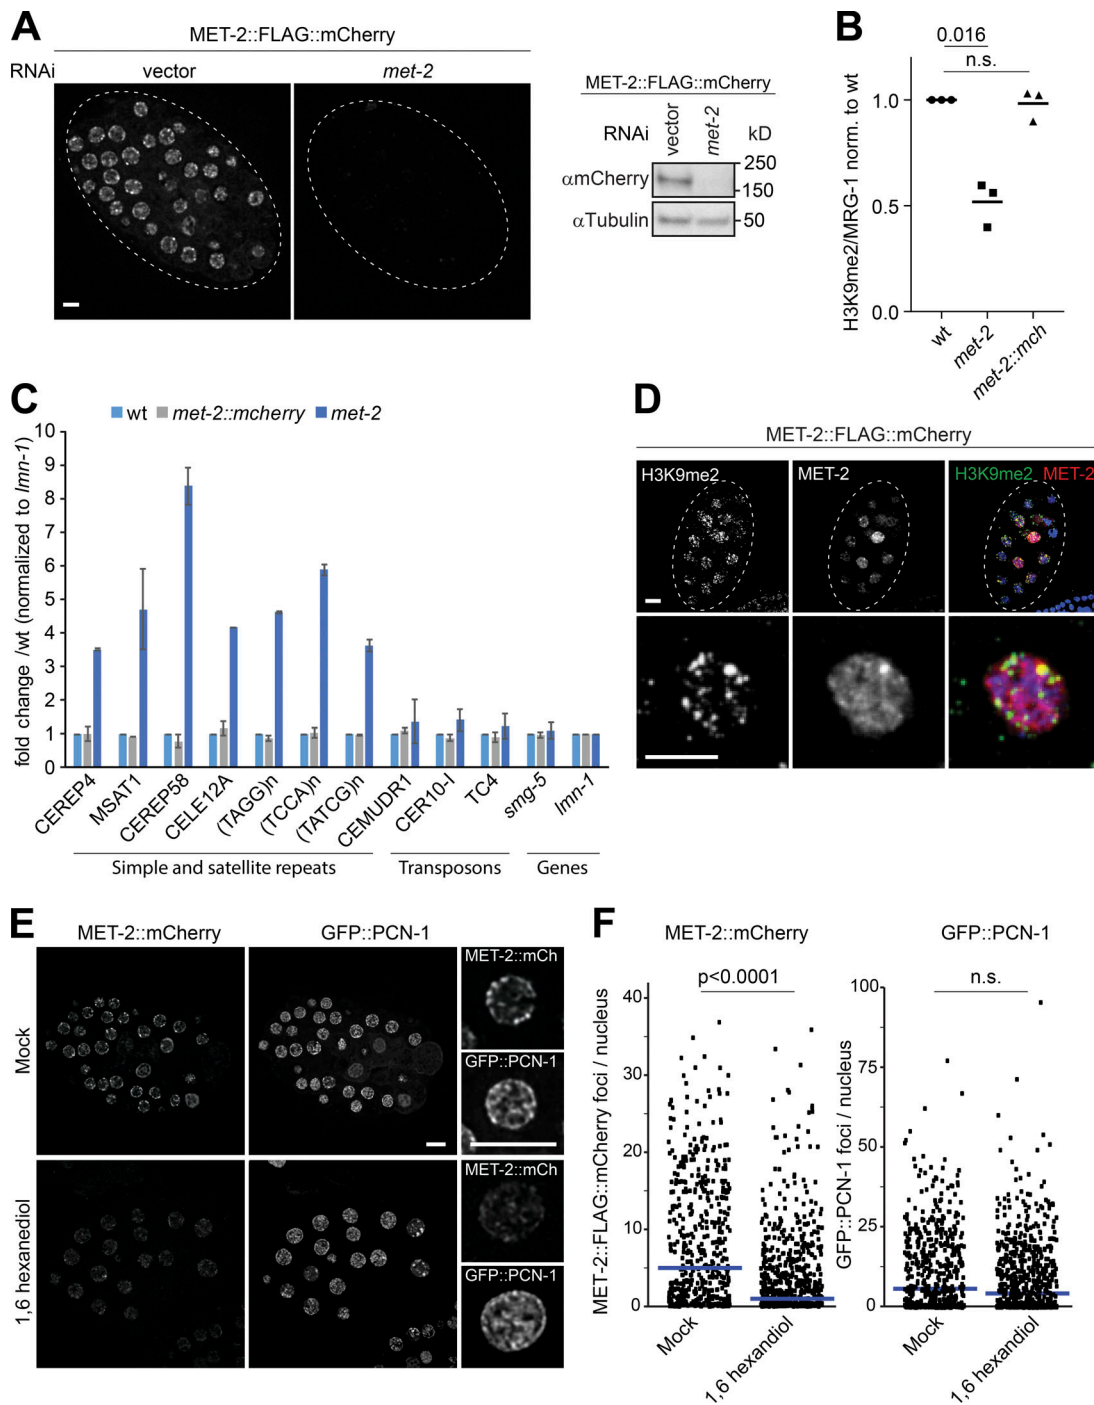 A
MET-2::FLAG::mCherry
RNAi vector met-2
MET-2::FLAG::mCherry
RNAi vector met-2 kD
αmCherry
250
150
αTubulin
50
B
H3K9me2/MRG-1 norm. to wt
0.016
n.s.
1.0
0.5
0.0
wt
met-2
met-2::mch
C
wt met-2::mcherry met-2
fold change /wt (normalized to lmn-1)
10
9
8
7
6
5
4
3
2
1
0
CEREP4
MSAT1
CEREP58
CELE12A
(TAGG)n
(TCCA)n
(TATCG)n
CEMUDR1
CER10-I
TC4
smg-5
lmn-1
Simple and satellite repeats
Transposons
Genes
D
MET-2::FLAG::mCherry
H3K9me2
MET-2
H3K9me2 MET-2
E
MET-2::mCherry
GFP::PCN-1
Mock
MET-2::mCh
GFP::PCN-1
1,6 hexanediol
MET-2::mCh
GFP::PCN-1
F
MET-2::mCherry
p<0.0001
MET-2::FLAG::mCherry foci / nucleus
40
30
20
10
0
Mock
1,6 hexandiol
GFP::PCN-1
n.s.
GFP::PCN-1 foci / nucleus
100
75
50
25
0
Mock
1,6 hexandiol